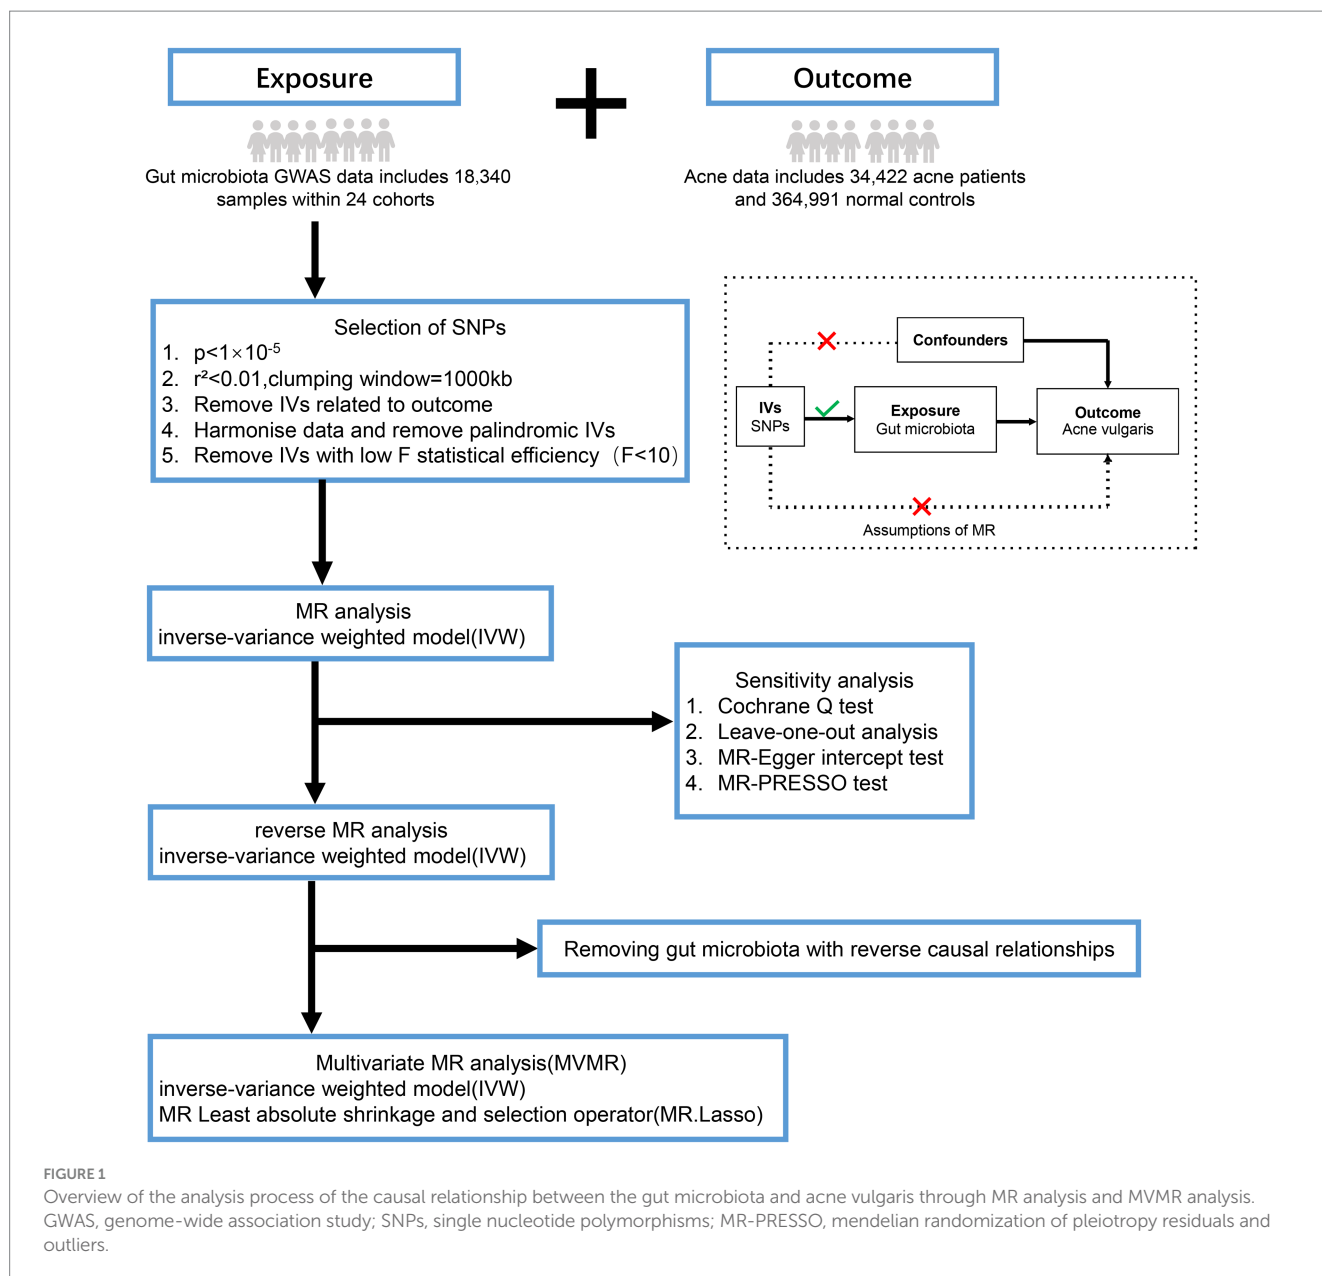 Exposure
Outcome
Gut microbiota GWAS data includes 18,340
samples within 24 cohorts
Acne data includes 34,422 acne patients
and 364,991 normal controls
Selection of SNPs
1. p<1×10⁻⁵
2. r²<0.01,clumping window=1000kb
3. Remove IVs related to outcome
4. Harmonise data and remove palindromic IVs
5. Remove IVs with low F statistical efficiency（F<10）
Confounders
IVs
SNPs
Exposure
Gut microbiota
Outcome
Acne vulgaris
Assumptions of MR
MR analysis
inverse-variance weighted model(IVW)
Sensitivity analysis
1. Cochrane Q test
2. Leave-one-out analysis
3. MR-Egger intercept test
4. MR-PRESSO test
reverse MR analysis
inverse-variance weighted model(IVW)
Removing gut microbiota with reverse causal relationships
Multivariate MR analysis(MVMR)
inverse-variance weighted model(IVW)
MR Least absolute shrinkage and selection operator(MR.Lasso)
FIGURE 1
Overview of the analysis process of the causal relationship between the gut microbiota and acne vulgaris through MR analysis and MVMR analysis.
GWAS, genome-wide association study; SNPs, single nucleotide polymorphisms; MR-PRESSO, mendelian randomization of pleiotropy residuals and
outliers.